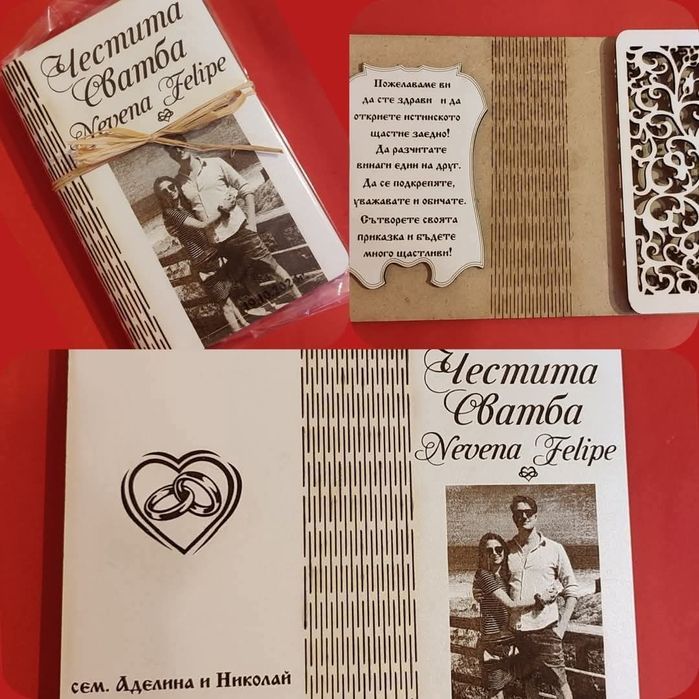 Честита
Сватба
Nevena Felipe
Пожелаваме ви
да сте здрави и да
откриете истинското
щастие заедно!
Да разчитате
винаги един на друг.
Да се подкрепяте,
уважавате и обичате.
Сътворете своята
приказка и бъдете
много щастливи!
Честита
Сватба
Nevena Felipe
сем. Аделина и Николай